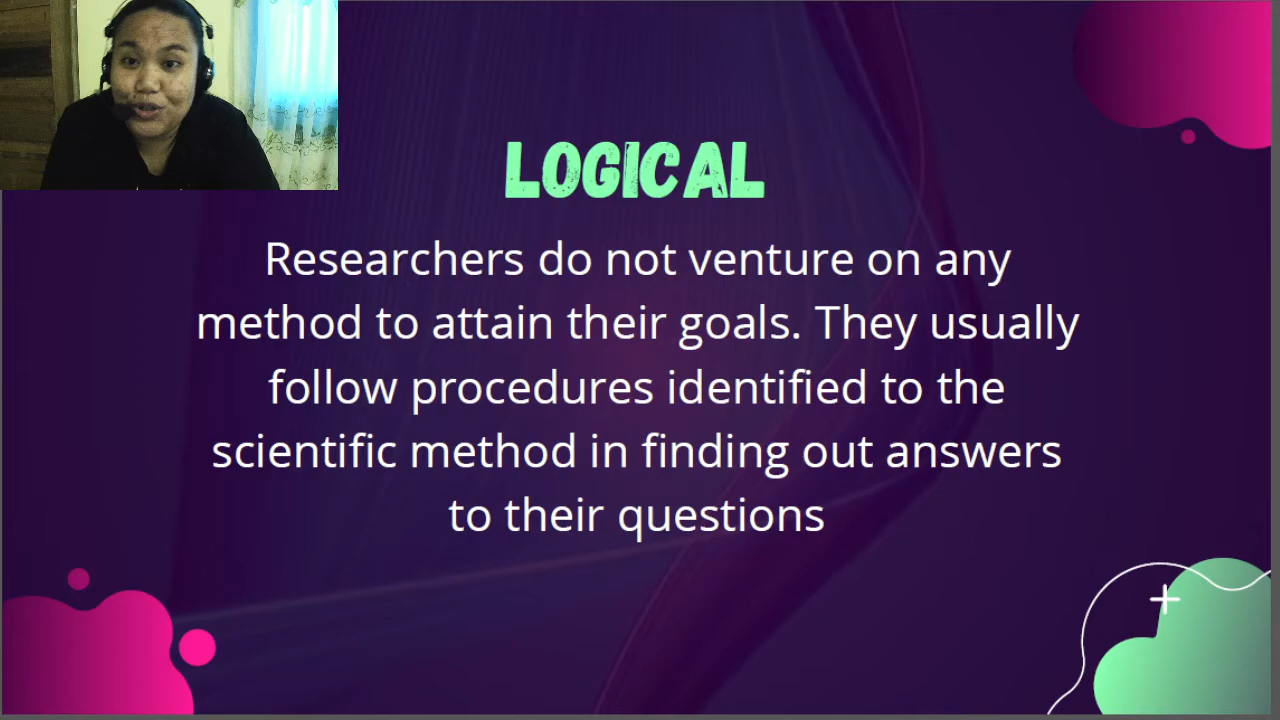 LOGICAL
Researchers do not venture on any
method to attain their goals. They usually
follow procedures identified to the
scientific method in finding out answers
to their questions